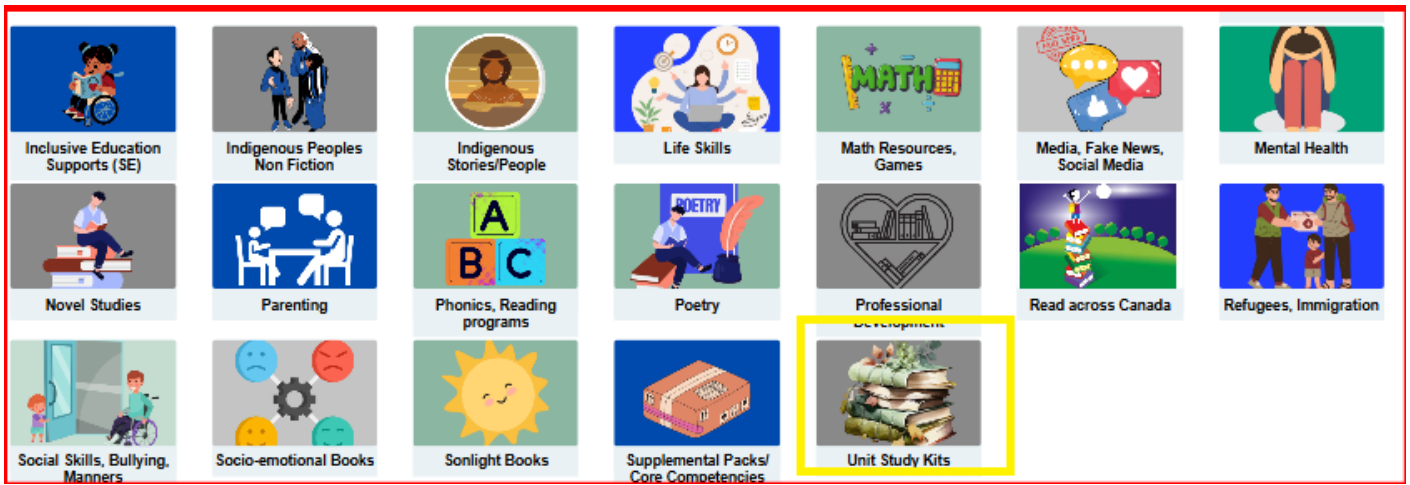 MATH
FAKE NEWS
Inclusive Education
Supports (SE)
Indigenous Peoples
Non Fiction
Indigenous
Stories/People
Life Skills
Math Resources,
Games
Media, Fake News,
Social Media
Mental Health
A
B C
POETRY
Novel Studies
Parenting
Phonics, Reading
programs
Poetry
Professional
Development
Read across Canada
Refugees, Immigration
Social Skills, Bullying,
Manners
Socio-emotional Books
Sonlight Books
Supplemental Packs/
Core Competencies
Unit Study Kits